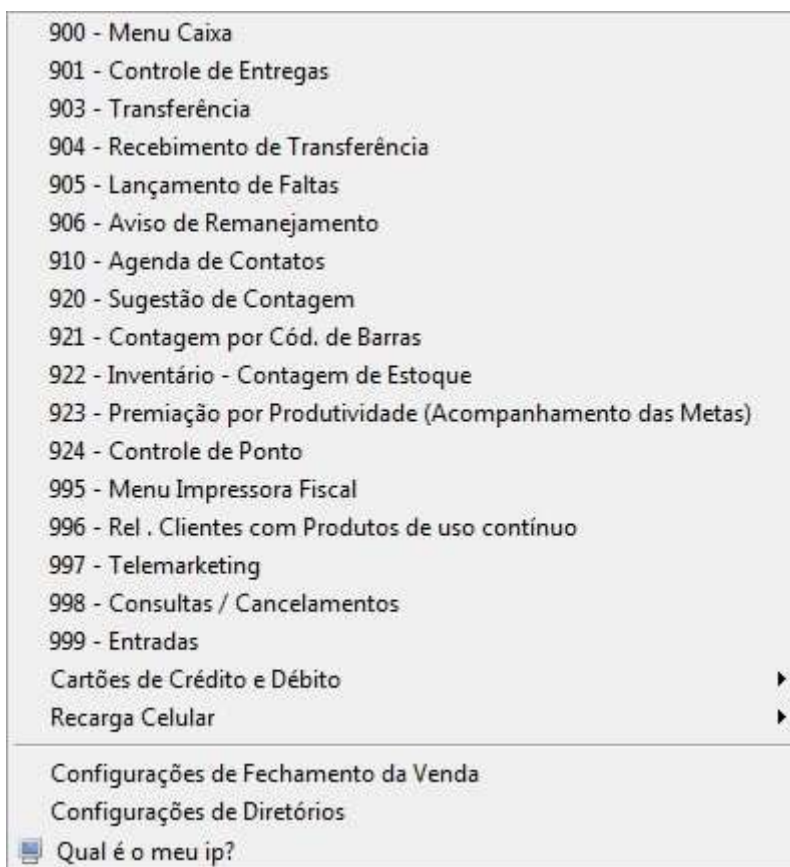 900 - Menu Caixa
901 - Controle de Entregas
903 - Transferência
904 - Recebimento de Transferência
905 - Lançamento de Faltas
906 - Aviso de Remanejamento
910 - Agenda de Contatos
920 - Sugestão de Contagem
921 - Contagem por Cód. de Barras
922 - Inventário - Contagem de Estoque
923 - Premiação por Produtividade (Acompanhamento das Metas)
924 - Controle de Ponto
995 - Menu Impressora Fiscal
996 - Rel . Clientes com Produtos de uso contínuo
997 - Telemarketing
998 - Consultas / Cancelamentos
999 - Entradas
Cartões de Crédito e Débito
Recarga Celular
Configurações de Fechamento da Venda
Configurações de Diretórios
Qual é o meu ip?